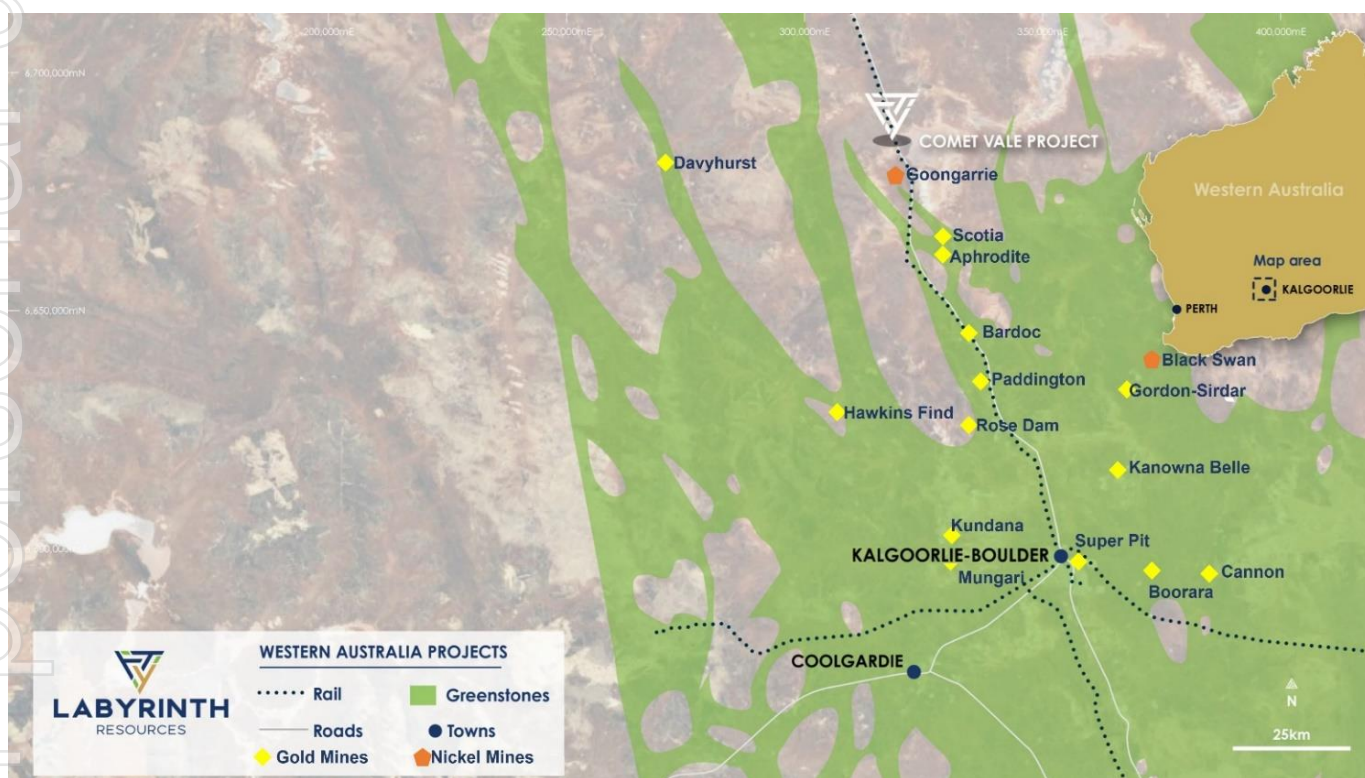 200,000mE
250,000mE
300,000mE
350,000mE
400,000mE
6,700,000mN
COMET VALE PROJECT
Davyhurst
Goongarrie
Western Australia
Scotia
Aphrodite
Map area
KALGOORLIE
6,650,000mN
PERTH
Bardoc
Black Swan
Paddington
Gordon-Sirdar
Hawkins Find
Rose Dam
Kanowna Belle
Kundana
Super Pit
KALGOORLIE-BOULDER
Mungari
Cannon
Boorara
COOLGARDIE
WESTERN AUSTRALIA PROJECTS
Rail
Greenstones
LABYRINTH
RESOURCES
Roads
Towns
Gold Mines
Nickel Mines
N
25km